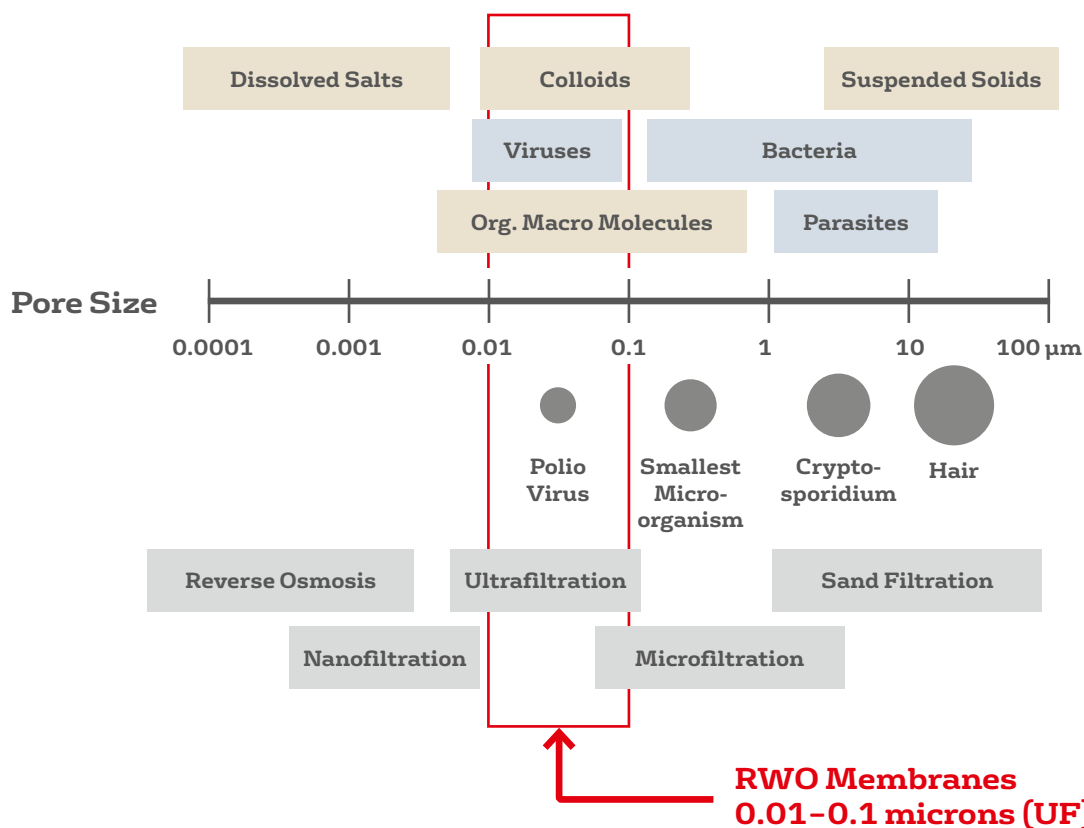 Dissolved Salts
Colloids
Suspended Solids
Viruses
Bacteria
Org. Macro Molecules
Parasites
Pore Size
0.0001
0.001
0.01
0.1
1
10
100 µm
Polio
Virus
Smallest
Micro-
organism
Crypto-
sporidium
Hair
Reverse Osmosis
Ultrafiltration
Sand Filtration
Nanofiltration
Microfiltration
RWO Membranes
0.01–0.1 microns (UF)